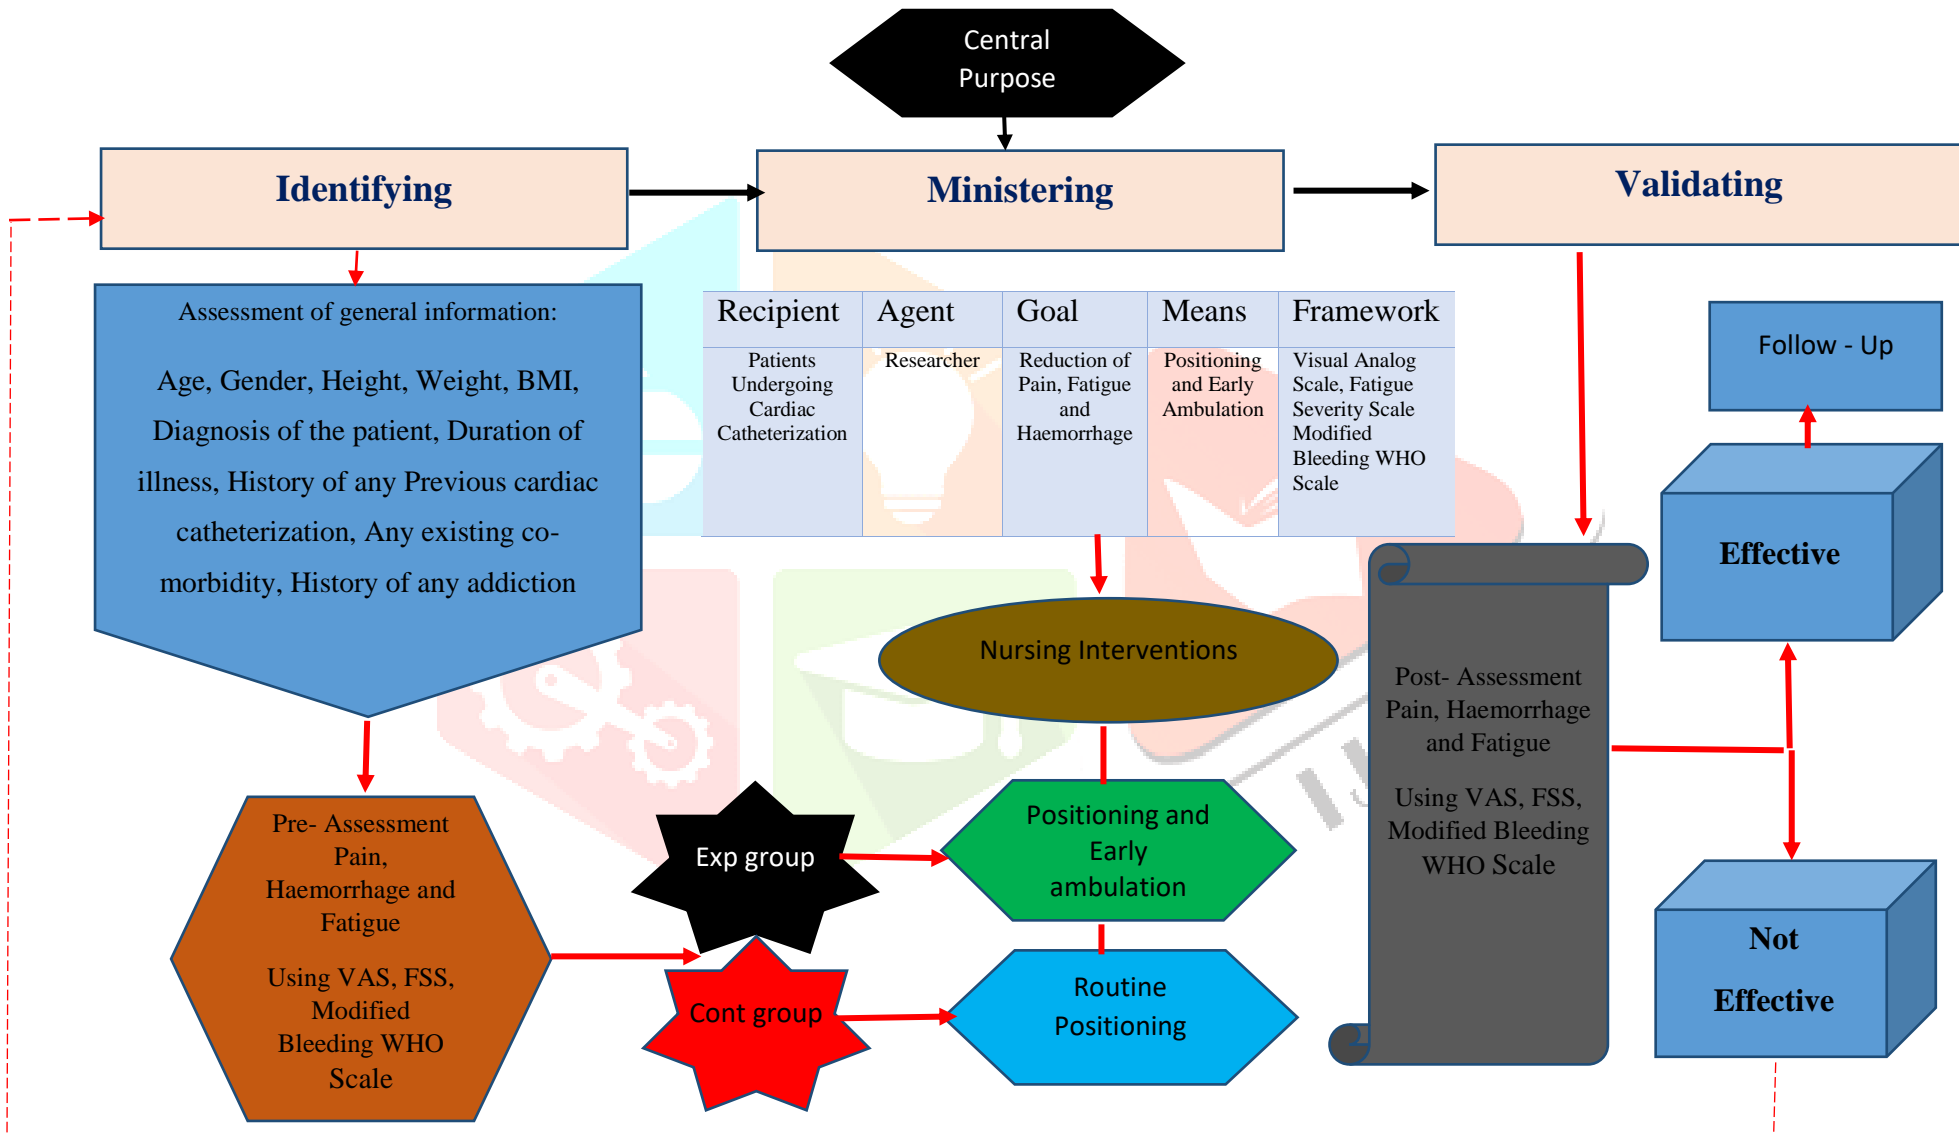 Central
Purpose
Identifying
Ministering
Validating
Assessment of general information:
Age, Gender, Height, Weight, BMI,
Diagnosis of the patient, Duration of
illness, History of any Previous cardiac
catheterization, Any existing co-
morbidity, History of any addiction
Recipient
Agent
Goal
Means
Framework
Patients
Undergoing
Cardiac
Catheterization
Researcher
Reduction of
Pain, Fatigue
and
Haemorrhage
Positioning
and Early
Ambulation
Visual Analog
Scale, Fatigue
Severity Scale
Modified
Bleeding WHO
Scale
Follow - Up
Effective
Nursing Interventions
Pre- Assessment
Pain,
Haemorrhage and
Fatigue
Using VAS, FSS,
Modified
Bleeding WHO
Scale
Exp group
Cont group
Positioning and
Early
ambulation
Routine
Positioning
Post- Assessment
Pain, Haemorrhage
and Fatigue
Using VAS, FSS,
Modified Bleeding
WHO Scale
Not
Effective